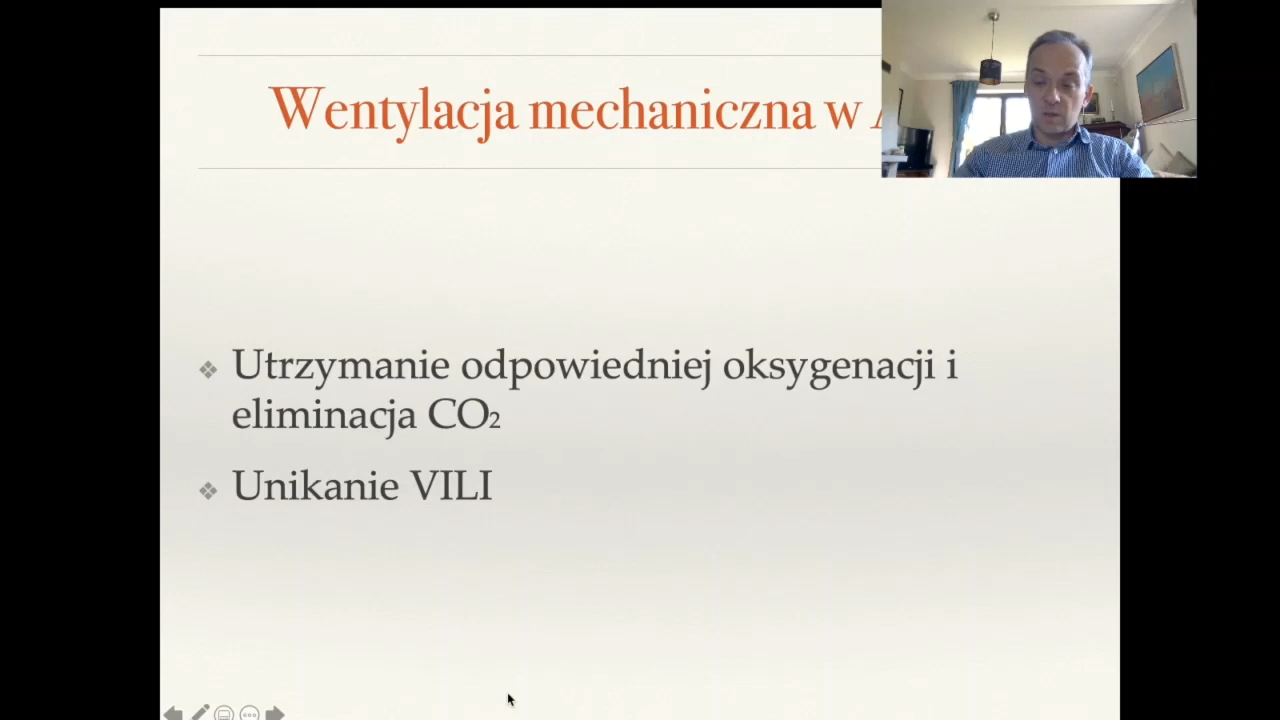 Wentylacja mechaniczna w
Utrzymanie odpowiedniej oksygenacji i
eliminacja CO₂
Unikanie VILI